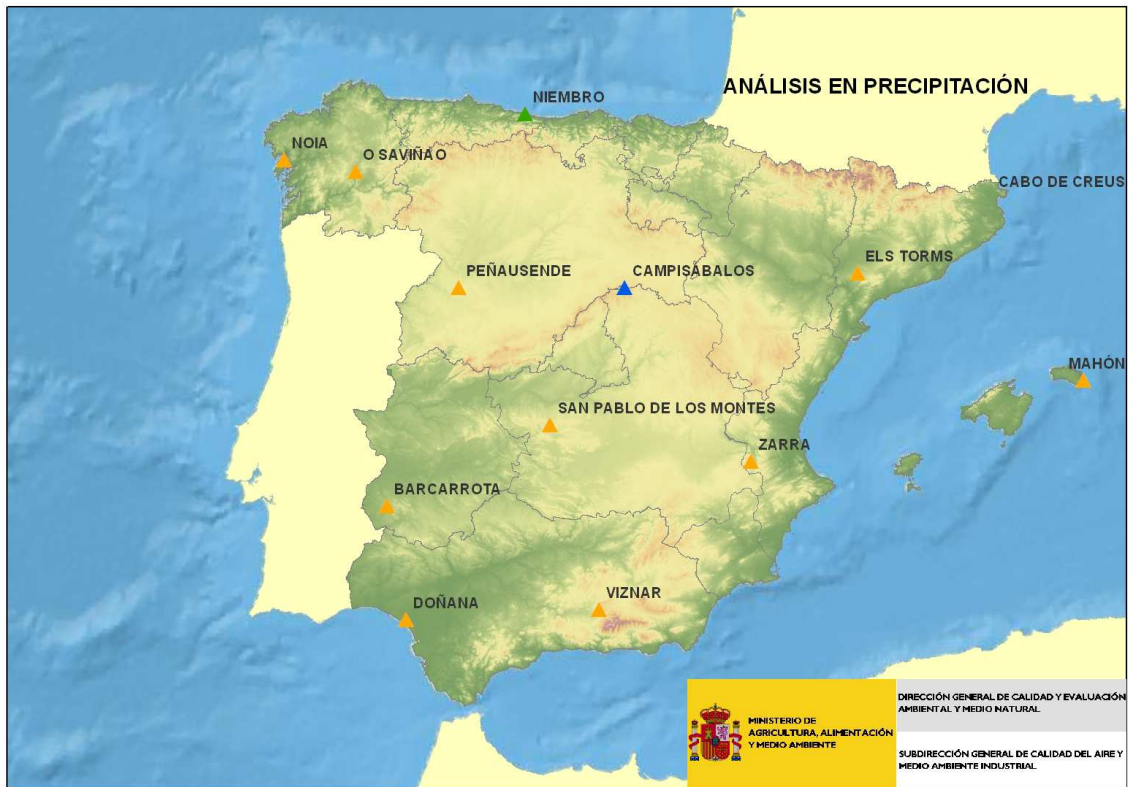 ANÁLISIS EN PRECIPITACIÓN
NIEMBRO
NOIA
O SAVIÑAO
CABO DE CREUS
ELS TORMS
PEÑAUSENDE
CAMPISÁBALOS
MAHÓN
SAN PABLO DE LOS MONTES
ZARRA
BARCARROTA
VIZNAR
DOÑANA
MINISTERIO DE
AGRICULTURA, ALIMENTACIÓN
Y MEDIO AMBIENTE
DIRECCIÓN GENERAL DE CALIDAD Y EVALUACIÓN
AMBIENTAL Y MEDIO NATURAL
SUBDIRECCIÓN GENERAL DE CALIDAD DEL AIRE Y
MEDIO AMBIENTE INDUSTRIAL